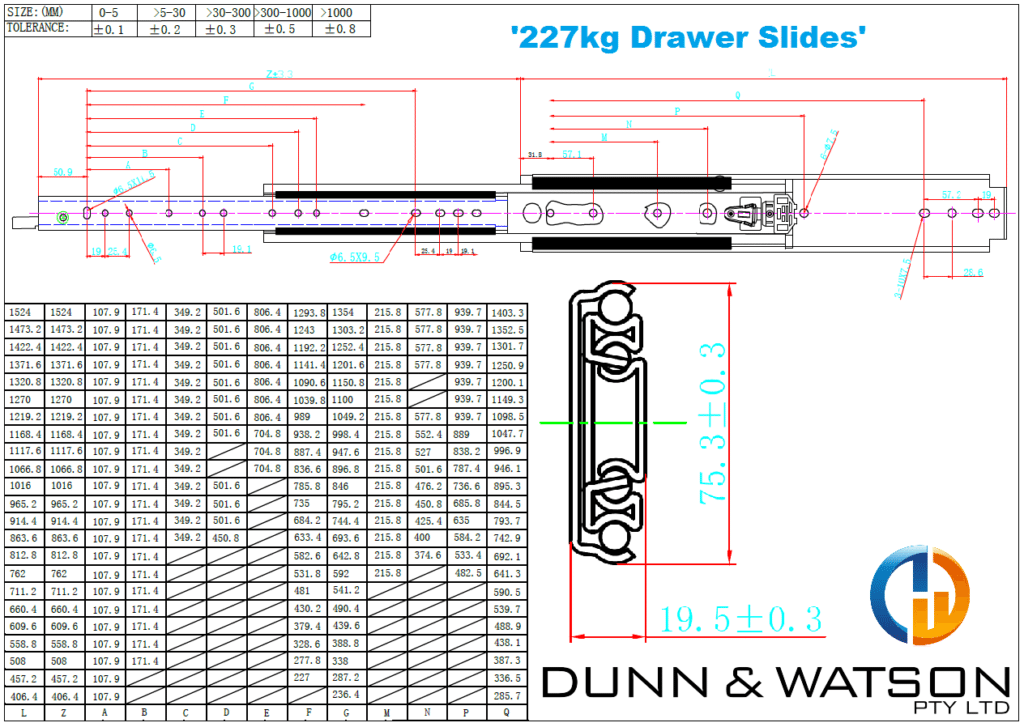 SIZE:(MM) 0-5 >5-30 >30-300 >300-1000 >1000
TOLERANCE: ±0.1 ±0.2 ±0.3 ±0.5 ±0.8
'227kg Drawer Slides'
Z±3.3 L
G
F
E
D
C
B
A
50.9
Φ6.5X11.5
19 25.4
19.1
Φ6.5X9.5
25.4 19 19.1
Q
P
N
M
31.8 57.1
57.2 19
25.6
75.3±0.3
19.5±0.3
1524 1524 107.9 171.4 349.2 501.6 806.4 1293.8 1354 215.8 577.8 939.7 1403.3
1473.2 1473.2 107.9 171.4 349.2 501.6 806.4 1243 1303.2 215.8 577.8 939.7 1352.5
1422.4 1422.4 107.9 171.4 349.2 501.6 806.4 1192.2 1252.4 215.8 577.8 939.7 1301.7
1371.6 1371.6 107.9 171.4 349.2 501.6 806.4 1141.4 1201.6 215.8 577.8 939.7 1250.9
1320.8 1320.8 107.9 171.4 349.2 501.6 806.4 1090.6 1150.8 215.8 939.7 1200.1
1270 1270 107.9 171.4 349.2 501.6 806.4 1039.8 1100 215.8 939.7 1149.3
1219.2 1219.2 107.9 171.4 349.2 501.6 806.4 989 1049.2 215.8 577.8 939.7 1098.5
1168.4 1168.4 107.9 171.4 349.2 501.6 704.8 938.2 998.4 215.8 552.4 889 1047.7
1117.6 1117.6 107.9 171.4 349.2 704.8 887.4 947.6 215.8 527 838.2 996.9
1066.8 1066.8 107.9 171.4 349.2 704.8 836.6 896.8 215.8 501.6 787.4 946.1
1016 1016 107.9 171.4 349.2 501.6 785.8 846 215.8 476.2 736.6 895.3
965.2 965.2 107.9 171.4 349.2 501.6 735 795.2 215.8 450.8 685.8 844.5
914.4 914.4 107.9 171.4 349.2 501.6 684.2 744.4 215.8 425.4 635 793.7
863.6 863.6 107.9 171.4 349.2 450.8 633.4 693.6 215.8 400 584.2 742.9
812.8 812.8 107.9 171.4 582.6 642.8 215.8 374.6 533.4 692.1
762 762 107.9 171.4 531.8 592 215.8 482.5 641.3
711.2 711.2 107.9 171.4 481 541.2 590.5
660.4 660.4 107.9 171.4 430.2 490.4 539.7
609.6 609.6 107.9 171.4 379.4 439.6 488.9
558.8 558.8 107.9 171.4 328.6 388.8 438.1
508 508 107.9 171.4 277.8 338 387.3
457.2 457.2 107.9 227 287.2 336.5
406.4 406.4 107.9 236.4 285.7
L Z A B C D E F G M N P Q
DUNN & WATSON
PTY LTD